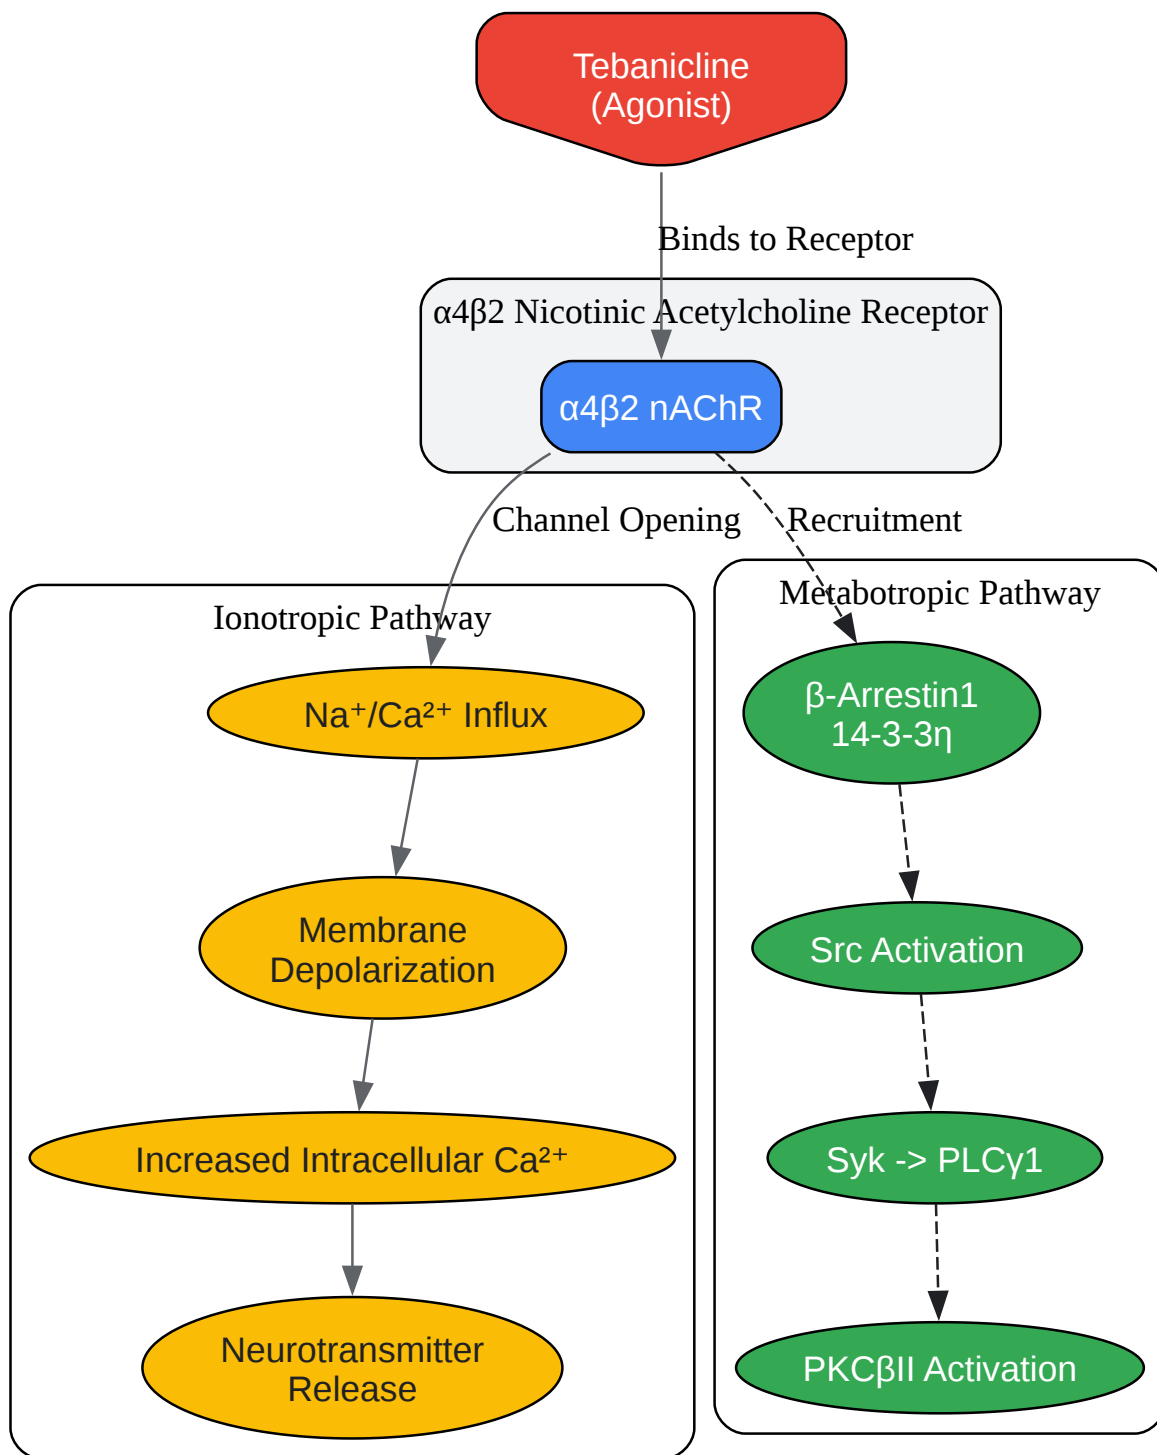 Tebanicline
(Agonist)
Binds to Receptor
α4β2 Nicotinic Acetylcholine Receptor
α4β2 nAChR
Channel Opening
Recruitment
Ionotropic Pathway
Na⁺/Ca²⁺ Influx
Membrane
Depolarization
Increased Intracellular Ca²⁺
Neurotransmitter
Release
Metabotropic Pathway
β-Arrestin1
14-3-3η
Src Activation
Syk -> PLCγ1
PKCβII Activation